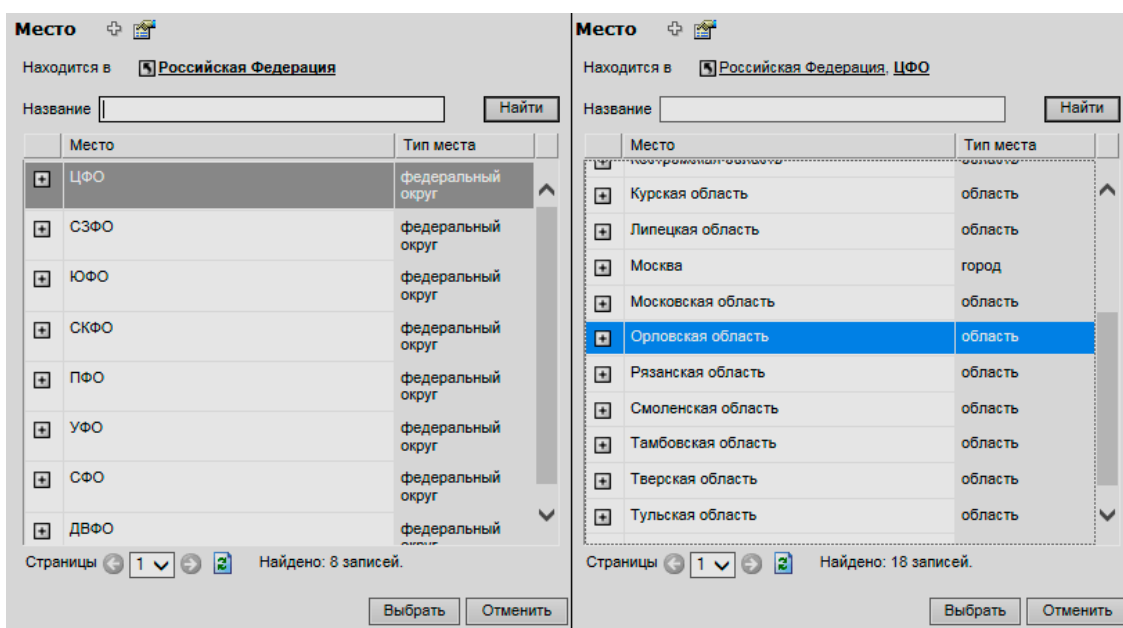 Место
Находится в Российская Федерация
Название Найти
Место Тип места
ЦФО федеральный
округ
СЗФО федеральный
округ
ЮФО федеральный
округ
СКФО федеральный
округ
ПФО федеральный
округ
УФО федеральный
округ
СФО федеральный
округ
ДВФО федеральный
округ
Страницы 1 Найдено: 8 записей.
Выбрать Отменить
Место
Находится в Российская Федерация, ЦФО
Название Найти
Место Тип места
Костромская область область
Курская область область
Липецкая область область
Москва город
Московская область область
Орловская область область
Рязанская область область
Смоленская область область
Тамбовская область область
Тверская область область
Тульская область область
Страницы 1 Найдено: 18 записей.
Выбрать Отменить